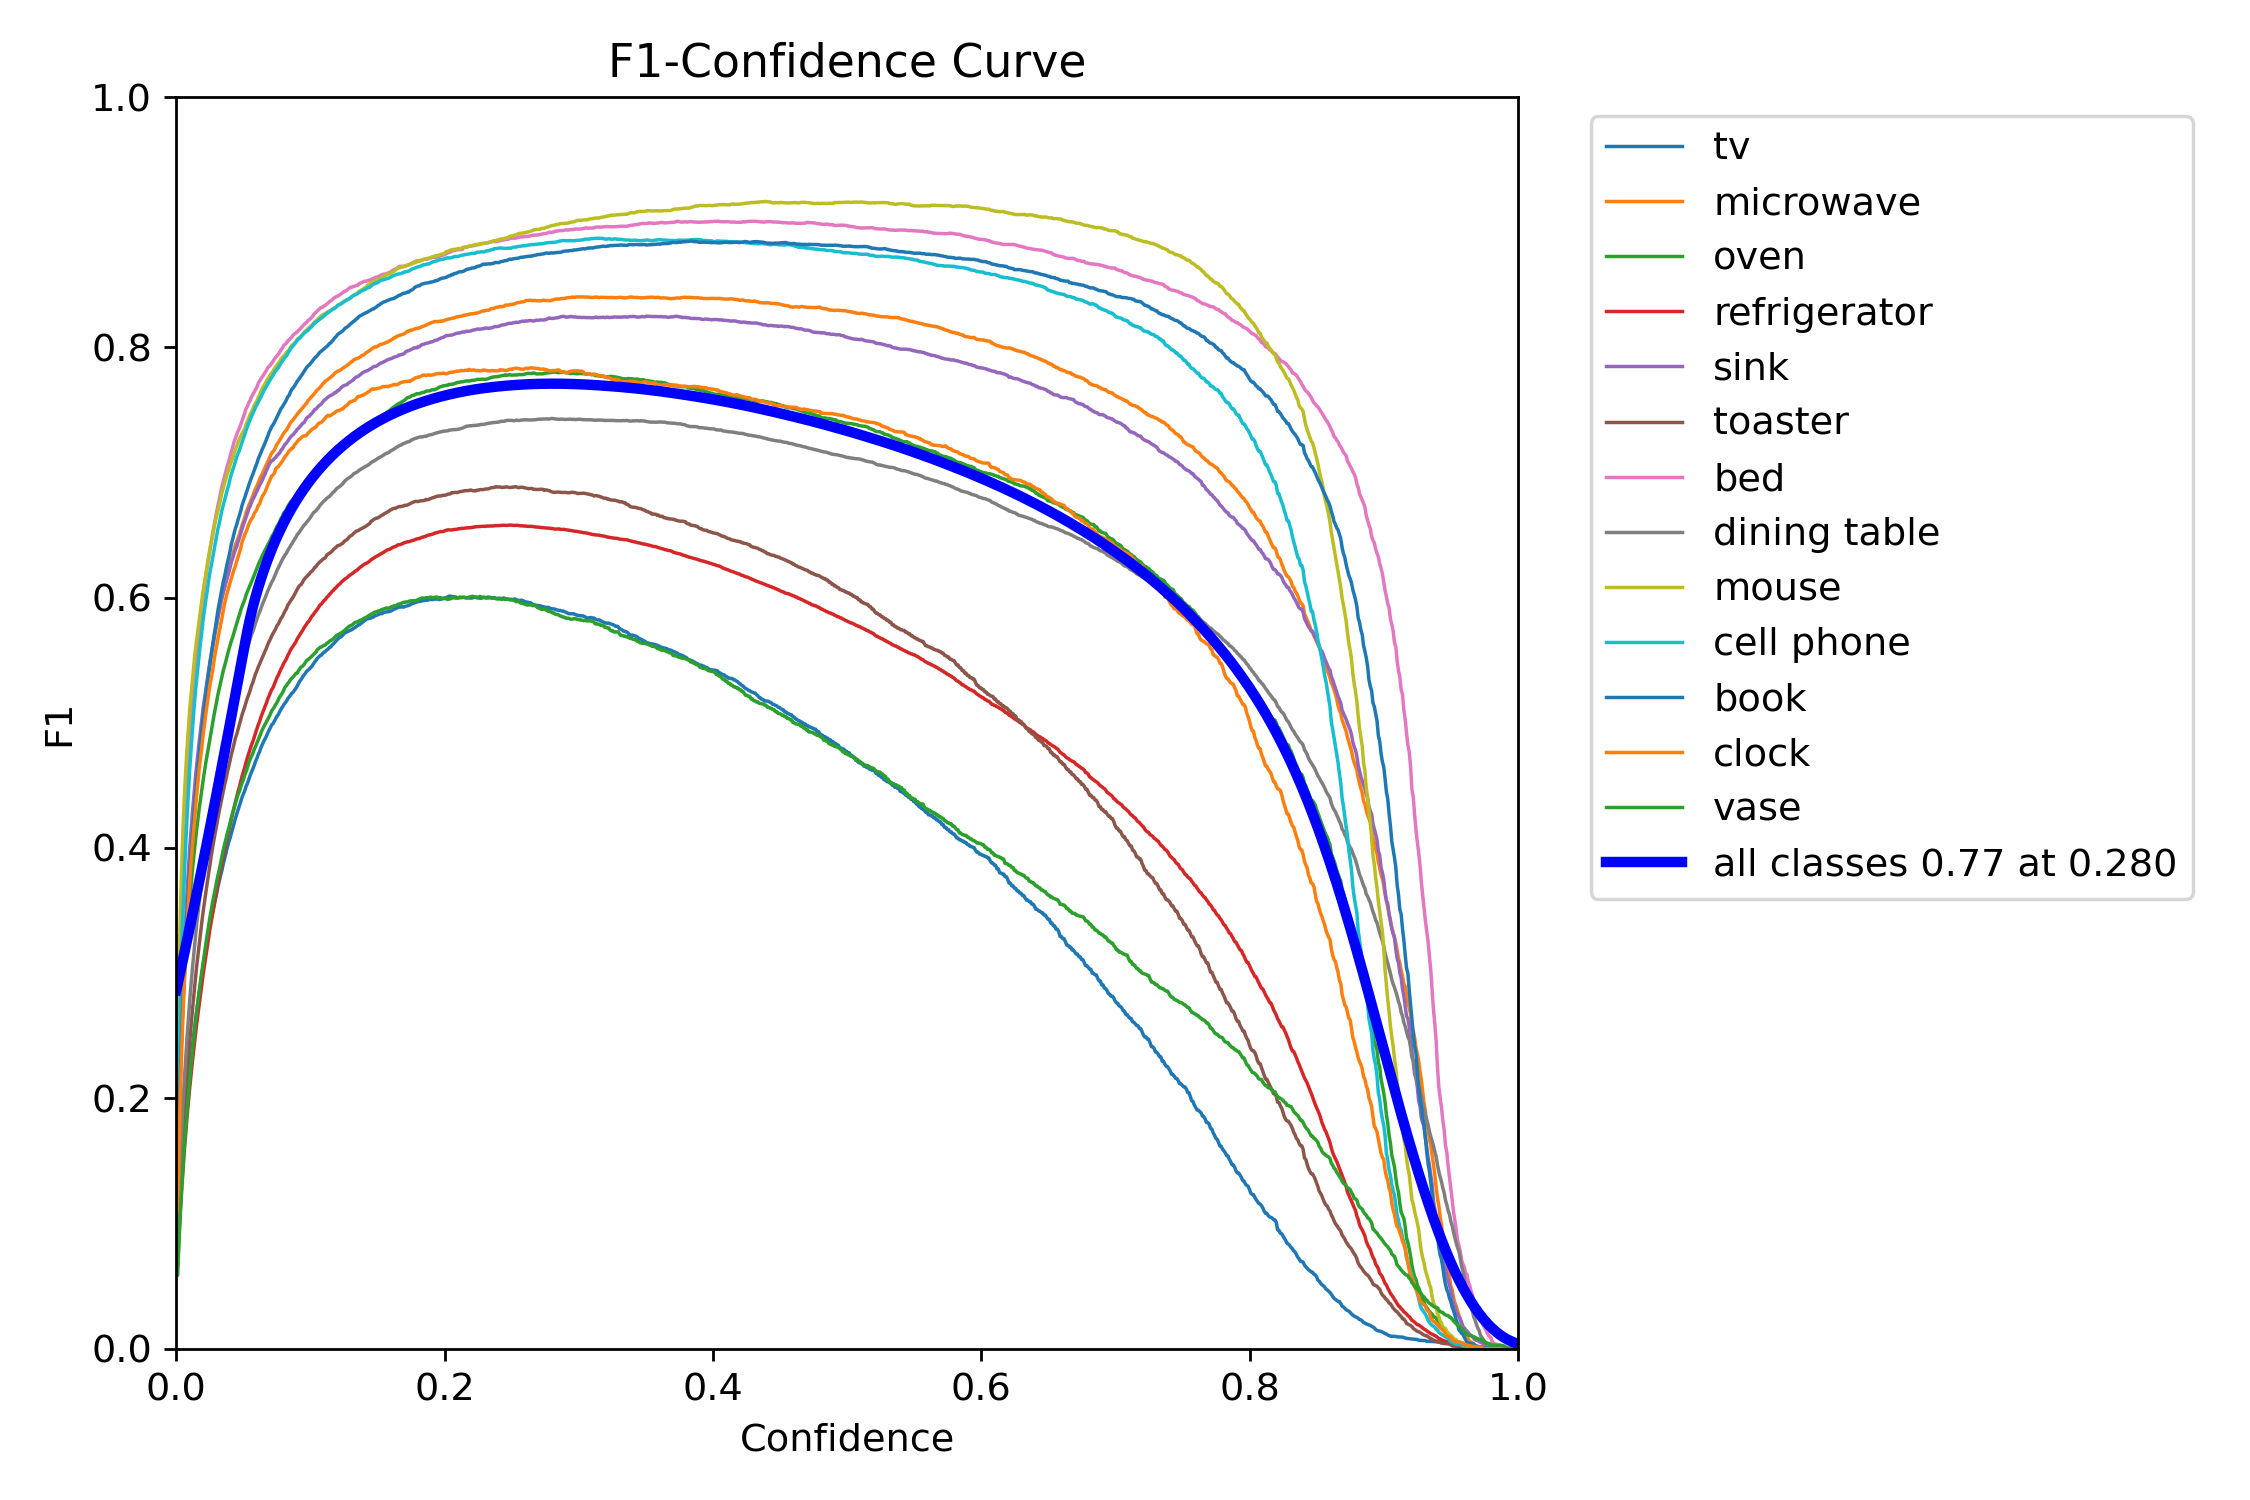 F1-Confidence Curve
1.0
0.8
0.6
0.4
0.2
0.0
F1
0.0 0.2 0.4 0.6 0.8 1.0
Confidence
tv
microwave
oven
refrigerator
sink
toaster
bed
dining table
mouse
cell phone
book
clock
vase
all classes 0.77 at 0.280